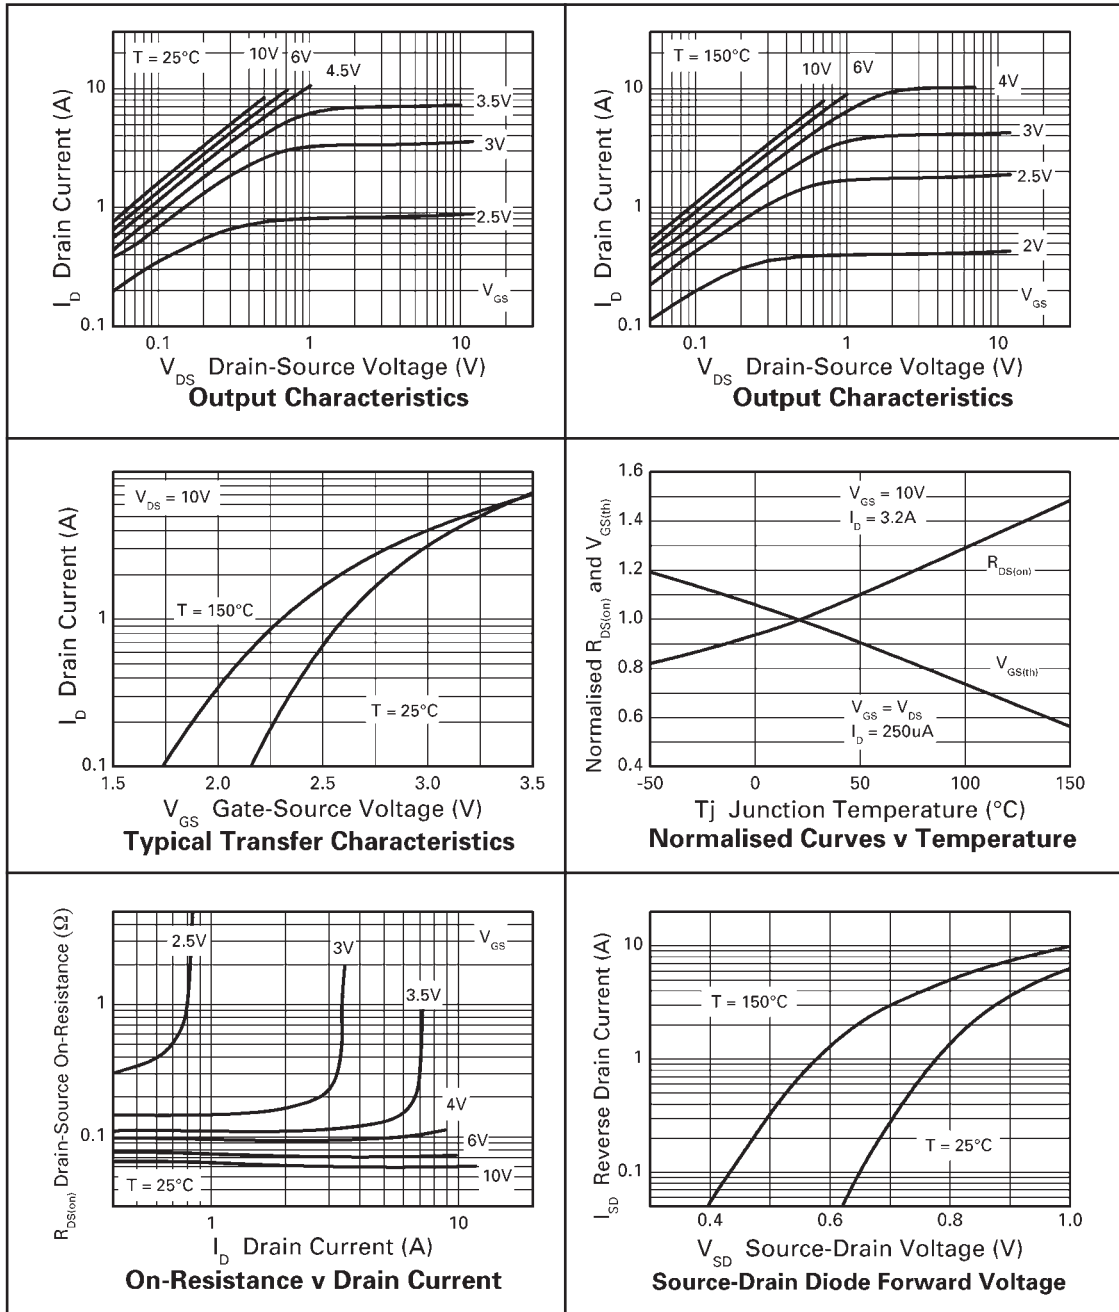 T = 25°C
10V
6V
4.5V
3.5V
3V
2.5V
V_GS
10
1
0.1
I_D Drain Current (A)
0.1
1
10
V_DS Drain-Source Voltage (V)
Output Characteristics
T = 150°C
10V
6V
4V
3V
2.5V
2V
V_GS
10
1
0.1
I_D Drain Current (A)
0.1
1
10
V_DS Drain-Source Voltage (V)
Output Characteristics
V_DS = 10V
T = 150°C
T = 25°C
1
0.1
I_D Drain Current (A)
1.5
2.0
2.5
3.0
3.5
V_GS Gate-Source Voltage (V)
Typical Transfer Characteristics
1.6
1.4
1.2
1.0
0.8
0.6
0.4
Normalised R_DS(on) and V_GS(th)
V_GS = 10V
I_D = 3.2A
R_DS(on)
V_GS(th)
V_GS = V_DS
I_D = 250uA
-50
0
50
100
150
Tj Junction Temperature (°C)
Normalised Curves v Temperature
R_DS(on) Drain-Source On-Resistance (Ω)
1
0.1
2.5V
3V
V_GS
3.5V
4V
6V
10V
T = 25°C
1
10
I_D Drain Current (A)
On-Resistance v Drain Current
I_SD Reverse Drain Current (A)
10
1
0.1
T = 150°C
T = 25°C
0.4
0.6
0.8
1.0
V_SD Source-Drain Voltage (V)
Source-Drain Diode Forward Voltage